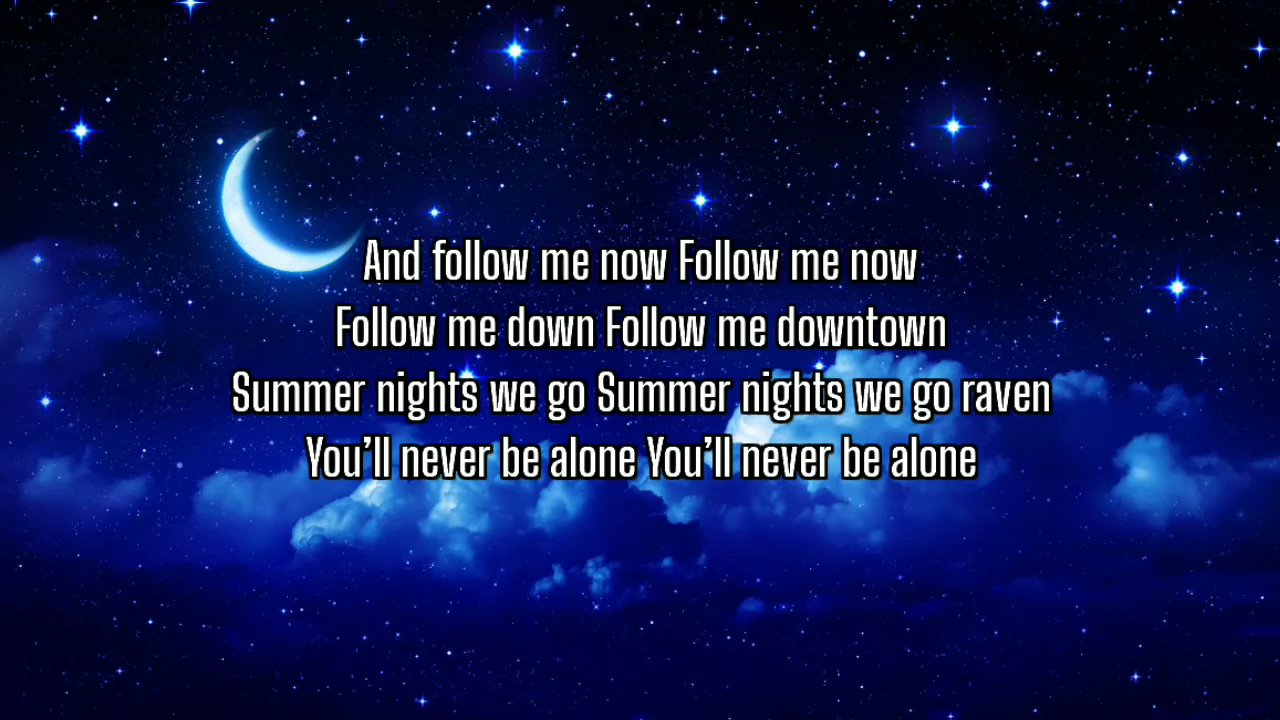 And follow me now Follow me now
Follow me down Follow me downtown
Summer nights we go Summer nights we go raven
You’ll never be alone You’ll never be alone